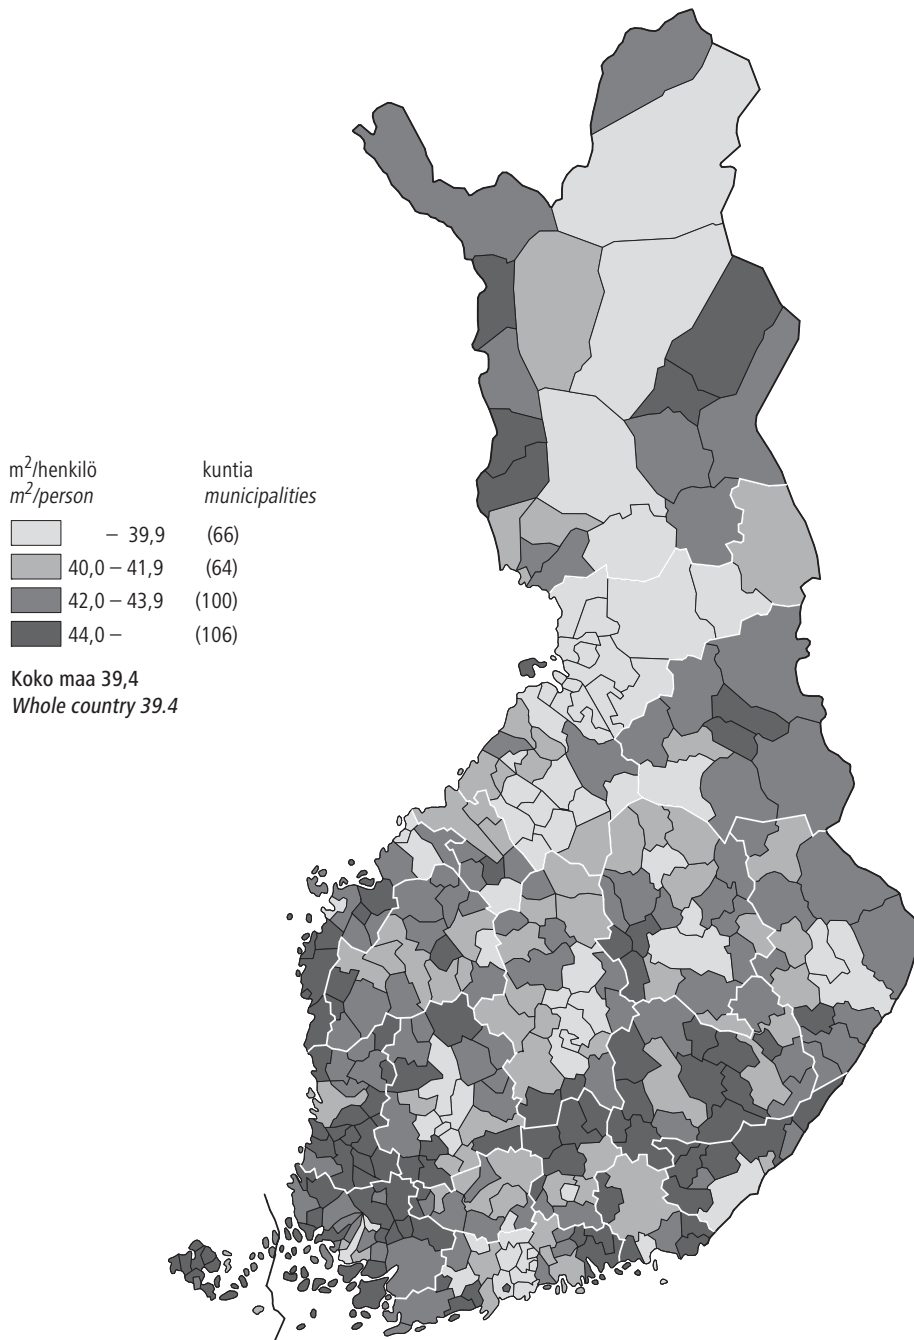 m²/henkilö kuntia
m²/person municipalities
– 39,9 (66)
40,0 – 41,9 (64)
42,0 – 43,9 (100)
44,0 – (106)
Koko maa 39,4
Whole country 39.4